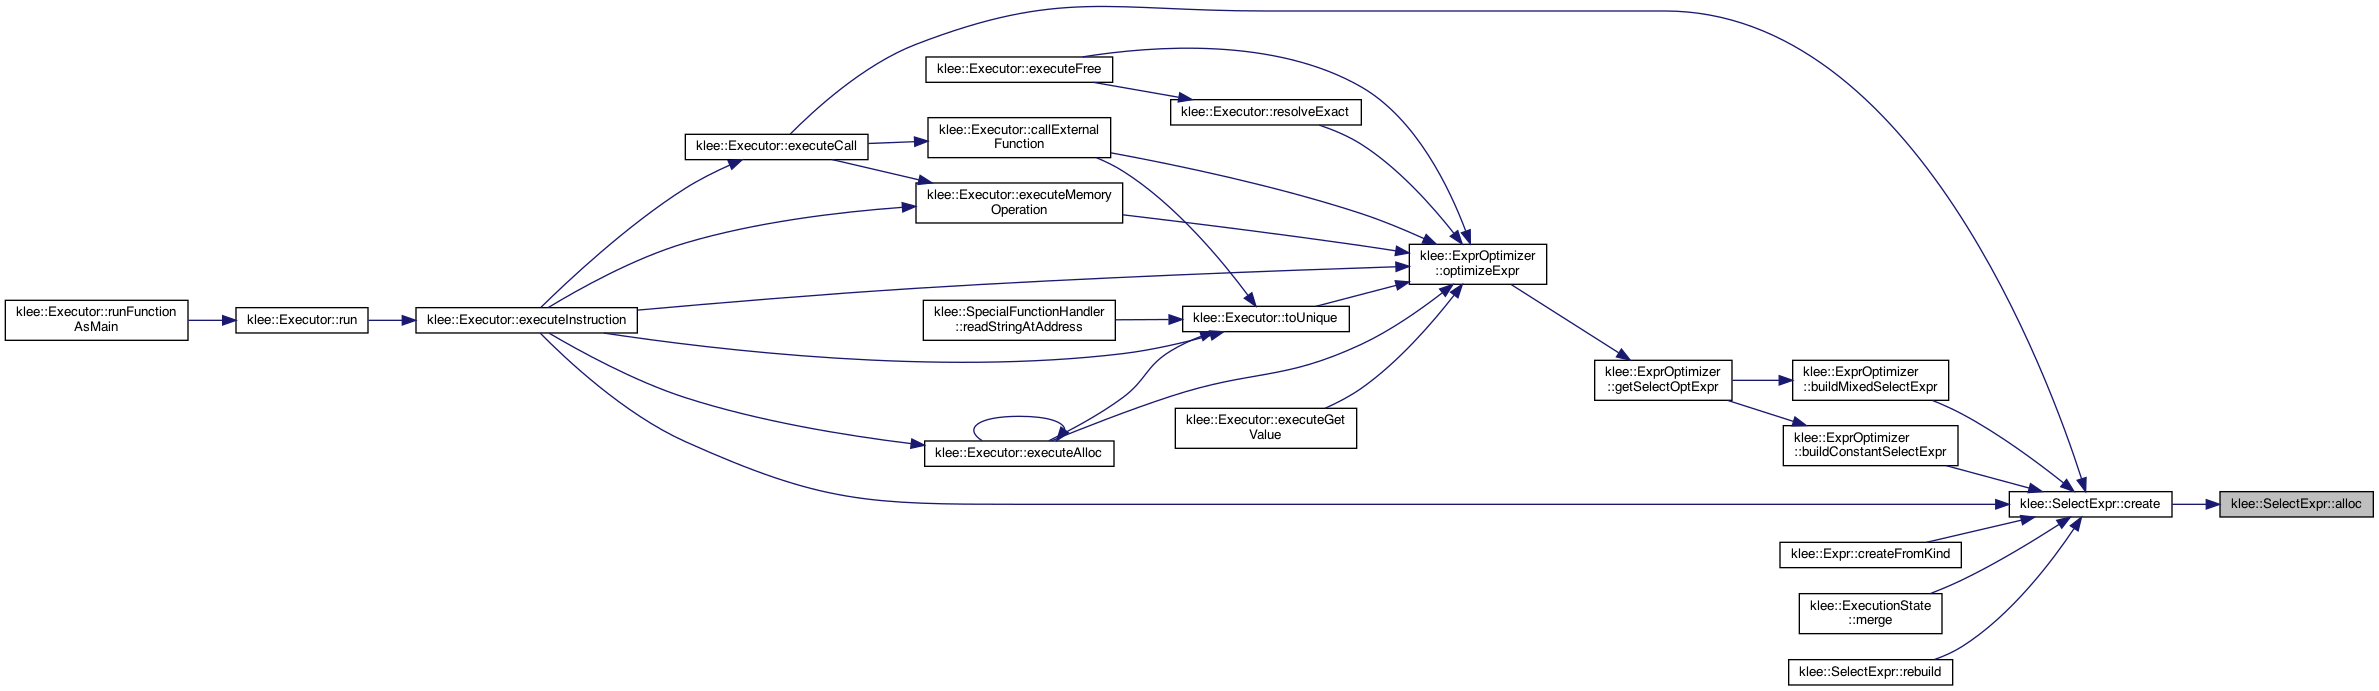 klee::Executor::runFunction
AsMain
klee::Executor::run
klee::Executor::executeInstruction
klee::Executor::executeCall
klee::Executor::executeFree
klee::Executor::callExternal
Function
klee::Executor::executeMemory
Operation
klee::SpecialFunctionHandler
::readStringAtAddress
klee::Executor::executeAlloc
klee::Executor::resolveExact
klee::Executor::toUnique
klee::Executor::executeGet
Value
klee::ExprOptimizer
::optimizeExpr
klee::ExprOptimizer
::getSelectOptExpr
klee::ExprOptimizer
::buildMixedSelectExpr
klee::ExprOptimizer
::buildConstantSelectExpr
klee::Expr::createFromKind
klee::ExecutionState
::merge
klee::SelectExpr::rebuild
klee::SelectExpr::create
klee::SelectExpr::alloc